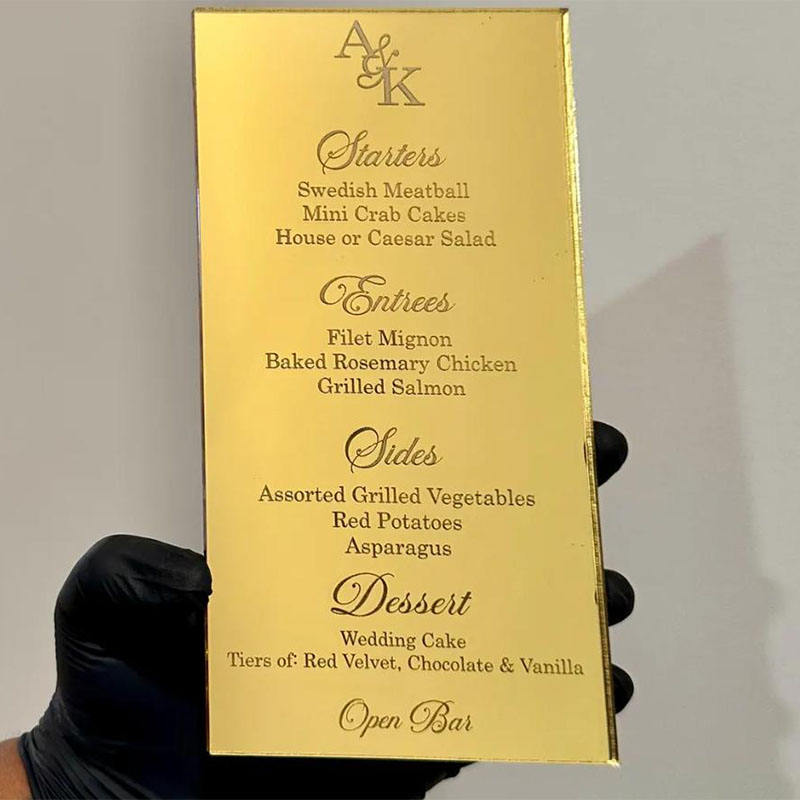 A&K
Starters
Swedish Meatball
Mini Crab Cakes
House or Caesar Salad
Entrees
Filet Mignon
Baked Rosemary Chicken
Grilled Salmon
Sides
Assorted Grilled Vegetables
Red Potatoes
Asparagus
Dessert
Wedding Cake
Tiers of: Red Velvet, Chocolate & Vanilla
Open Bar